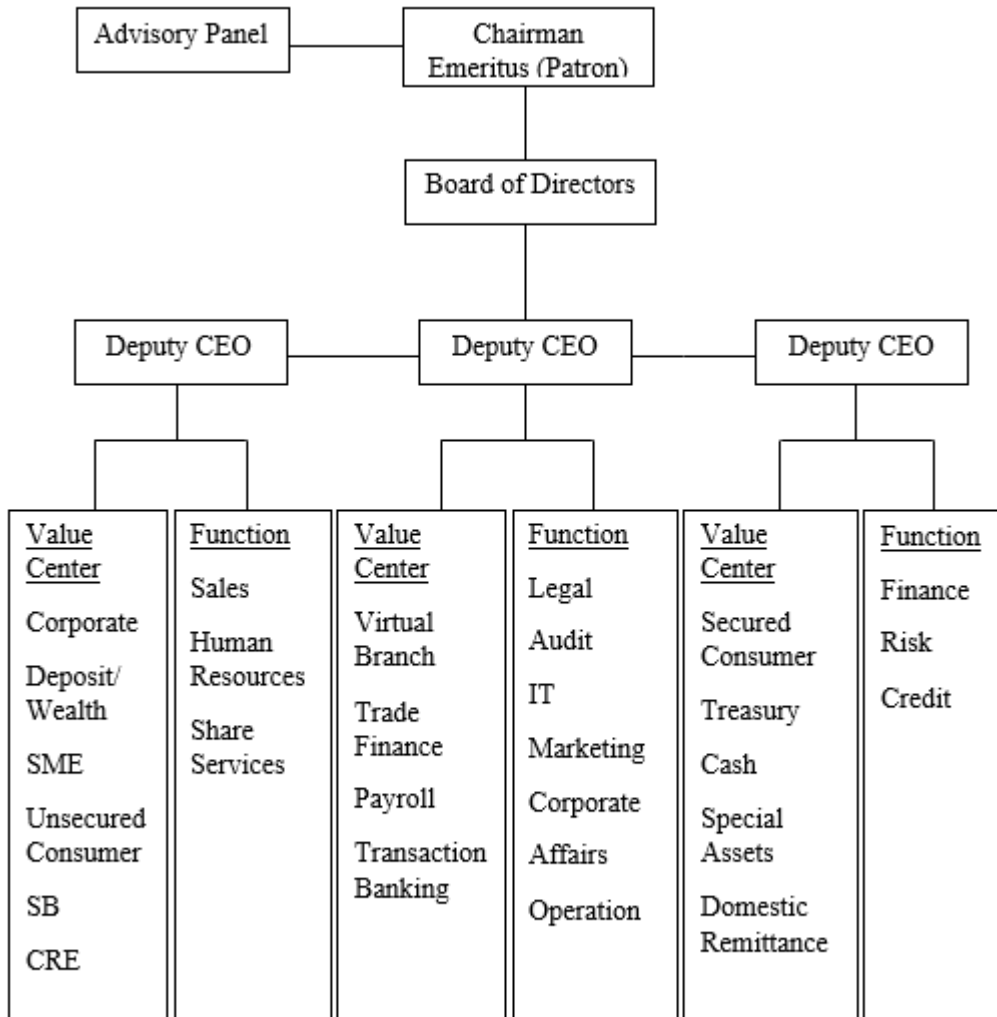 Advisory Panel
Chairman
Emeritus (Patron)
Board of Directors
Deputy CEO
Deputy CEO
Deputy CEO
Value
Center
Corporate
Deposit/
Wealth
SME
Unsecured
Consumer
SB
CRE
Function
Sales
Human
Resources
Share
Services
Value
Center
Virtual
Branch
Trade
Finance
Payroll
Transaction
Banking
Function
Legal
Audit
IT
Marketing
Corporate
Affairs
Operation
Value
Center
Secured
Consumer
Treasury
Cash
Special
Assets
Domestic
Remittance
Function
Finance
Risk
Credit